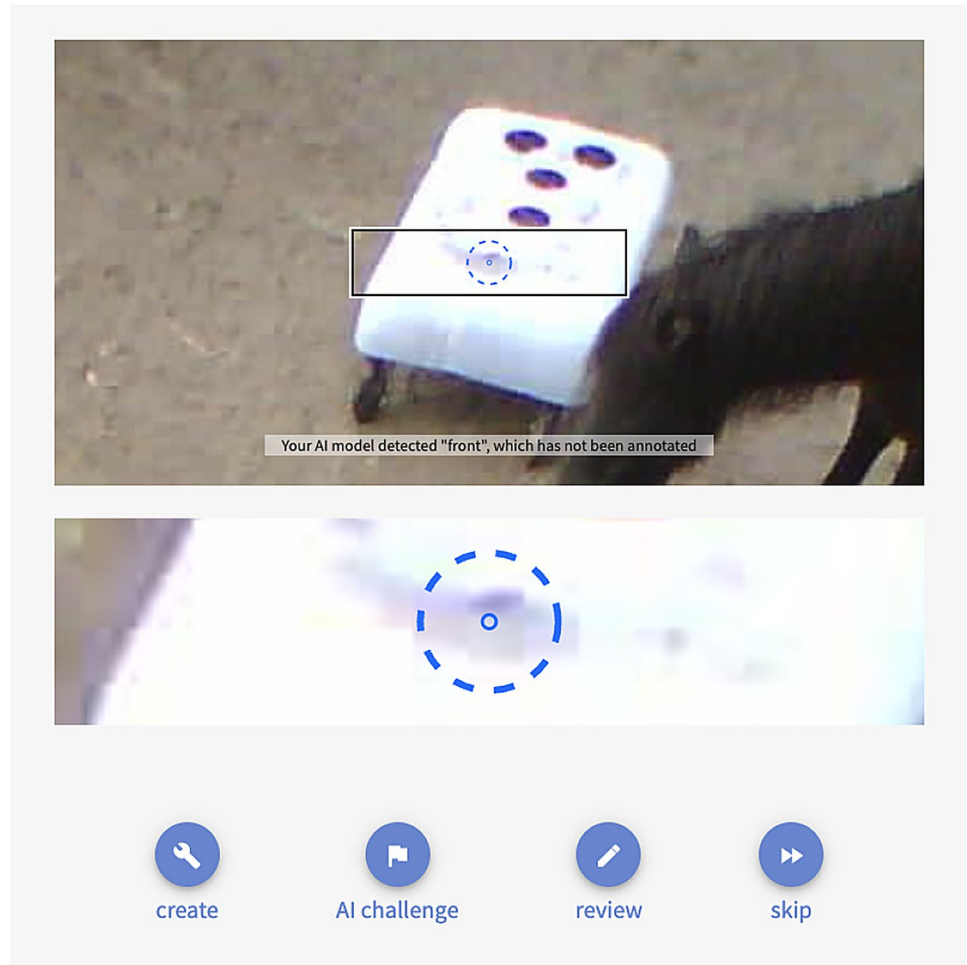 Your AI model detected "front", which has not been annotated
create
AI challenge
review
skip